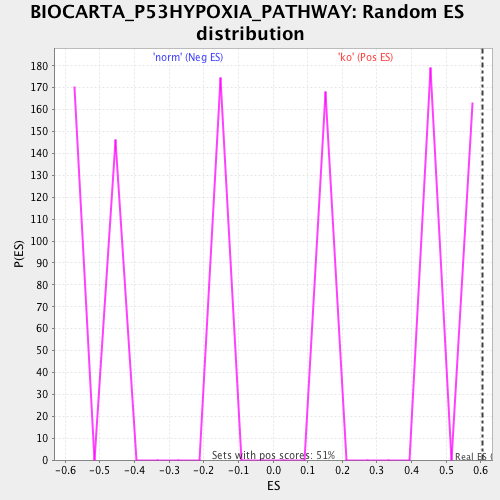 BIOCARTA_P53HYPOXIA_PATHWAY: Random ES
distribution
'norm' (Neg ES)
'ko' (Pos ES)
180
170
160
150
140
130
120
110
100
90
80
70
60
50
40
30
20
10
0
P(ES)
Sets with pos scores: 51%
Real ES (
-0.6 -0.5 -0.4 -0.3 -0.2 -0.1 0.0 0.1 0.2 0.3 0.4 0.5 0.6
ES